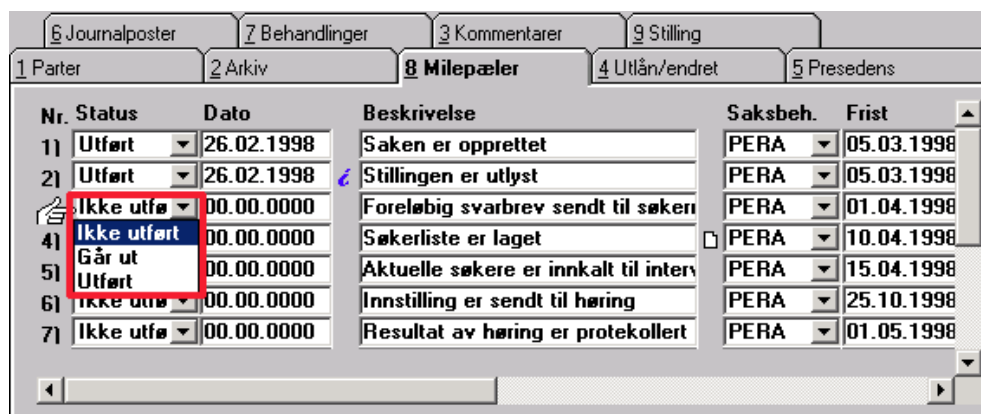 6 Journalposter 7 Behandlinger 3 Kommentarer 9 Stilling
1 Parter 2 Arkiv 8 Milepæler 4 Utlån/endret 5 Presedens
Nr. Status Dato Beskrivelse Saksbeh. Frist
1) Utført 26.02.1998 Saken er opprettet PERA 05.03.1998
2) Utført 26.02.1998 i Stillingen er utlyst PERA 05.03.1998
Ikke utfø 00.00.0000 Foreløbig svarbrev sendt til søkern PERA 01.04.1998
Ikke utført
4) 00.00.0000 Søkerliste er laget PERA 10.04.1998
Går ut
5) 00.00.0000 Aktuelle søkere er innkalt til interv PERA 15.04.1998
Utført
6) Ikke utfø 00.00.0000 Innstilling er sendt til høring PERA 25.10.1998
7) Ikke utfø 00.00.0000 Resultat av høring er protekollert PERA 01.05.1998